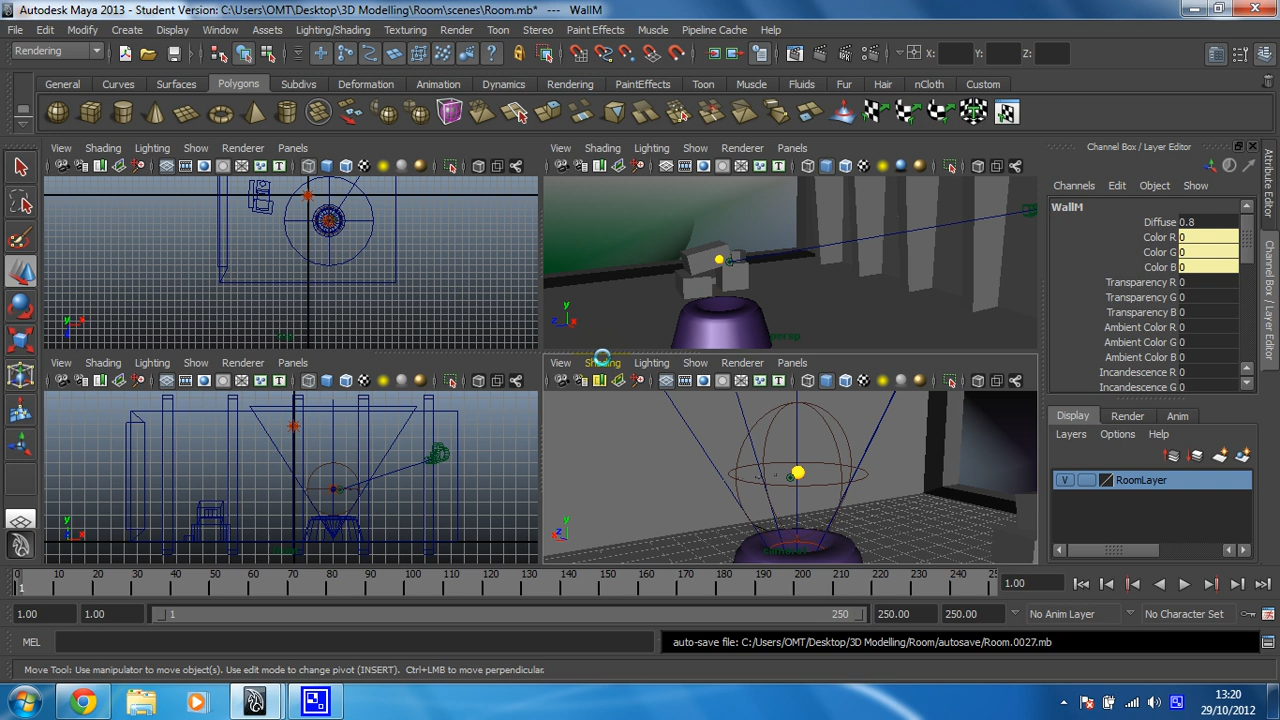 Autodesk Maya 2013 - Student Version: C:\Users\OMT\Desktop\3D Modelling\Room\scenes\Room.mb* --- WallM
File Edit Modify Create Display Window Assets Lighting/Shading Texturing Render Toon Stereo Paint Effects Muscle Pipeline Cache Help
Rendering X: Y: Z:
General Curves Surfaces Polygons Subdivs Deformation Animation Dynamics Rendering PaintEffects Toon Muscle Fluids Fur Hair nCloth Custom
View Shading Lighting Show Renderer Panels
View Shading Lighting Show Renderer Panels
Channel Box / Layer Editor
Channels Edit Object Show
WallM
Diffuse 0.8
Color R 0
Color G 0
Color B 0
Transparency R 0
Transparency G 0
Transparency B 0
Ambient Color R 0
Ambient Color G 0
Ambient Color B 0
Incandescence R 0
Incandescence G 0
Attribute Editor
Channel Box / Layer Editor
y x
y z x
persp
View Shading Lighting Show Renderer Panels
View Shading Lighting Show Renderer Panels
y x
y z x
Display Render Anim
Layers Options Help
V RoomLayer
0 10 20 30 40 50 60 70 80 90 100 110 120 130 140 150 160 170 180 190 200 210 220 230 240 25
1
1.00
1.00 1.00 1 250 250.00 250.00 No Anim Layer No Character Set
MEL auto-save file: C:/Users/OMT/Desktop/3D Modelling/Room/autosave/Room.0027.mb
Move Tool: Use manipulator to move object(s). Use edit mode to change pivot (INSERT). Ctrl+LMB to move perpendicular.
13:20
29/10/2012